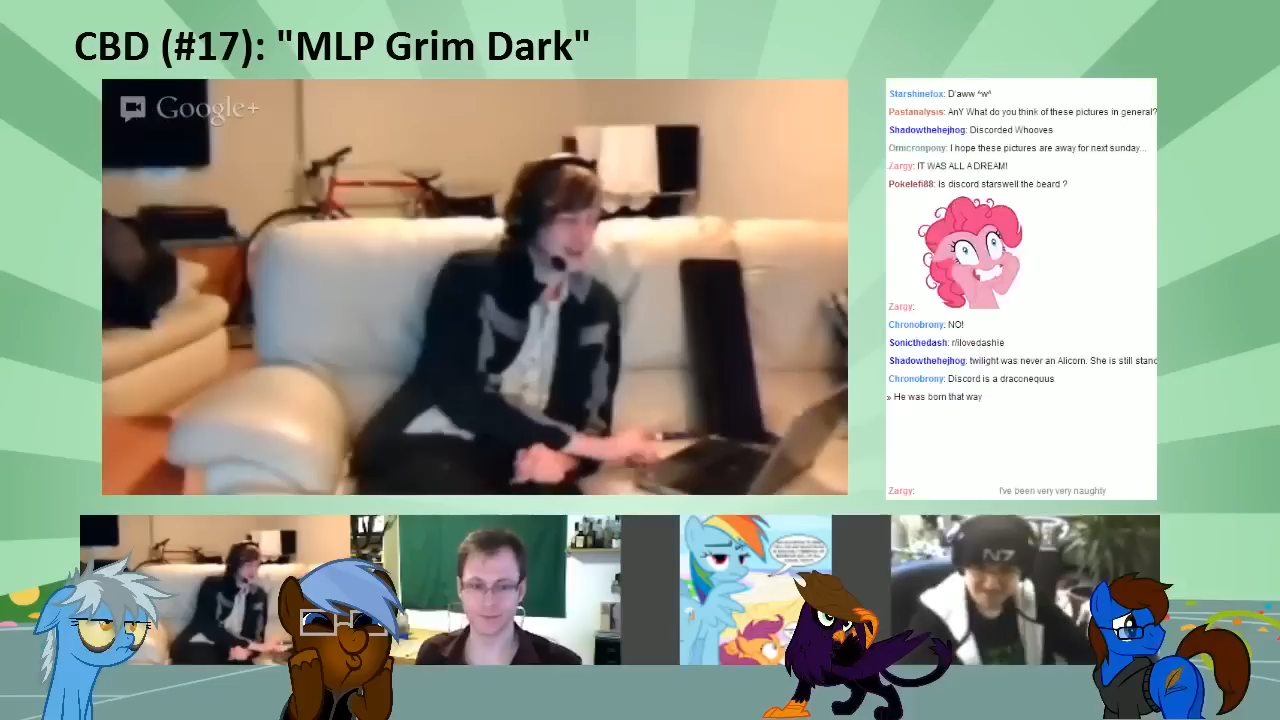 CBD (#17): "MLP Grim Dark"
Google+
Starshinefox: D'aww ^w^
Pastanalysis: AnY What do you think of these pictures in general?
Shadowthehejhog: Discorded Whooves
Omicronpony: I hope these pictures are away for next sunday...
Zargy: IT WAS ALL A DREAM!
Pokelefi88: Is discord starswell the beard ?
Zargy:
Chronobrony: NO!
Sonicthedash: r/ilovedashie
Shadowthehejhog: twilight was never an Alicorn. She is still stand
Chronobrony: Discord is a draconequus
» He was born that way
Zargy: I've been very very naughty
N7